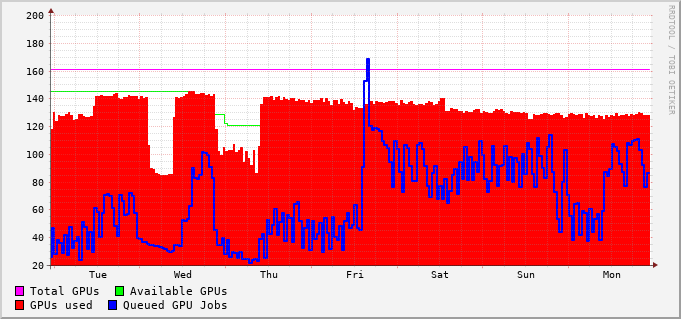 200
180
160
140
120
100
80
60
40
20
Tue Wed Thu Fri Sat Sun Mon
Total GPUs Available GPUs
GPUs used Queued GPU Jobs
RRDTOOL / TOBI OETIKER